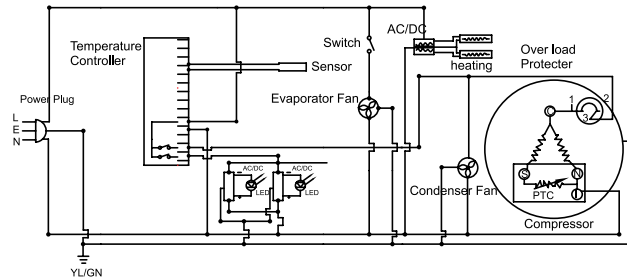 AC/DC
Temperature
Controller
Switch
Sensor
heating
Over load
Protecter
Power Plug
Evaporator Fan
1
2
3
L
E
N
AC/DC
AC/DC
LED
LED
Condenser Fan
S
N
PTC
Compressor
YL/GN